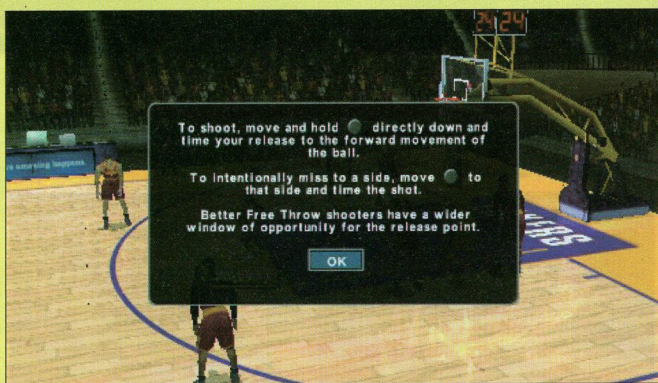 24 24
To shoot, move and hold directly down and
time your release to the forward movement of
the ball.
To intentionally miss to a side, move to
that side and time the shot.
Better Free Throw shooters have a wider
window of opportunity for the release point.
OK